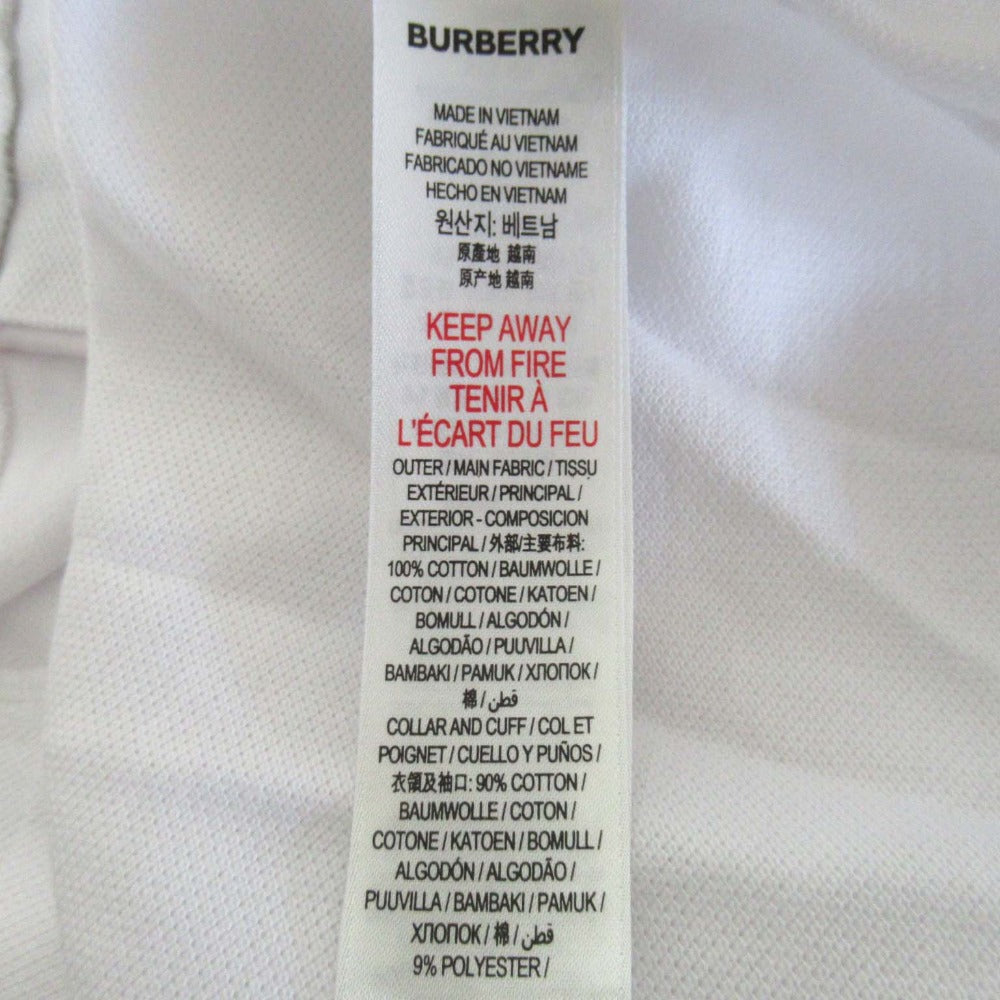 BURBERRY
MADE IN VIETNAM
FABRIQUÉ AU VIETNAM
FABRICADO NO VIETNAME
HECHO EN VIETNAM
원산지: 베트남
原產地 越南
原产地 越南
KEEP AWAY
FROM FIRE
TENIR À
L'ÉCART DU FEU
OUTER / MAIN FABRIC / TISSU
EXTÉRIEUR / PRINCIPAL /
EXTERIOR - COMPOSICION
PRINCIPAL / 外部/主要布料:
100% COTTON / BAUMWOLLE /
COTON / COTONE / KATOEN /
BOMULL / ALGODÓN /
ALGODÃO / PUUVILLA /
BAMBAKI / PAMUK / ХЛОПОК /
棉 / قطن
COLLAR AND CUFF / COL ET
POIGNET / CUELLO Y PUÑOS /
衣領及袖口: 90% COTTON /
BAUMWOLLE / COTON /
COTONE / KATOEN / BOMULL /
ALGODÓN / ALGODÃO /
PUUVILLA / BAMBAKI / PAMUK /
ХЛОПОК / 棉 / قطن
9% POLYESTER /